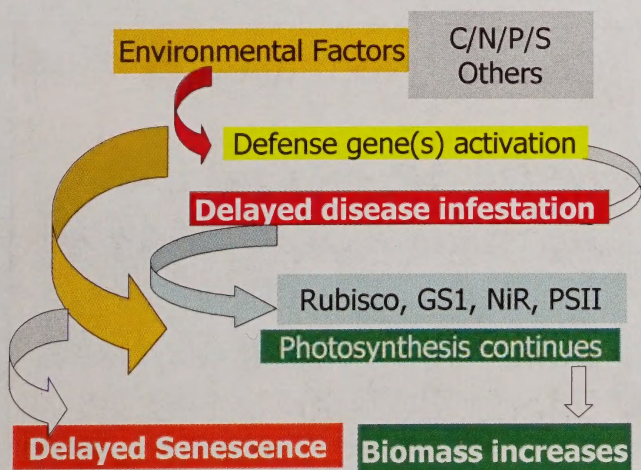 Environmental Factors
C/N/P/S
Others
Defense gene(s) activation
Delayed disease infestation
Rubisco, GS1, NiR, PSII
Photosynthesis continues
Delayed Senescence
Biomass increases